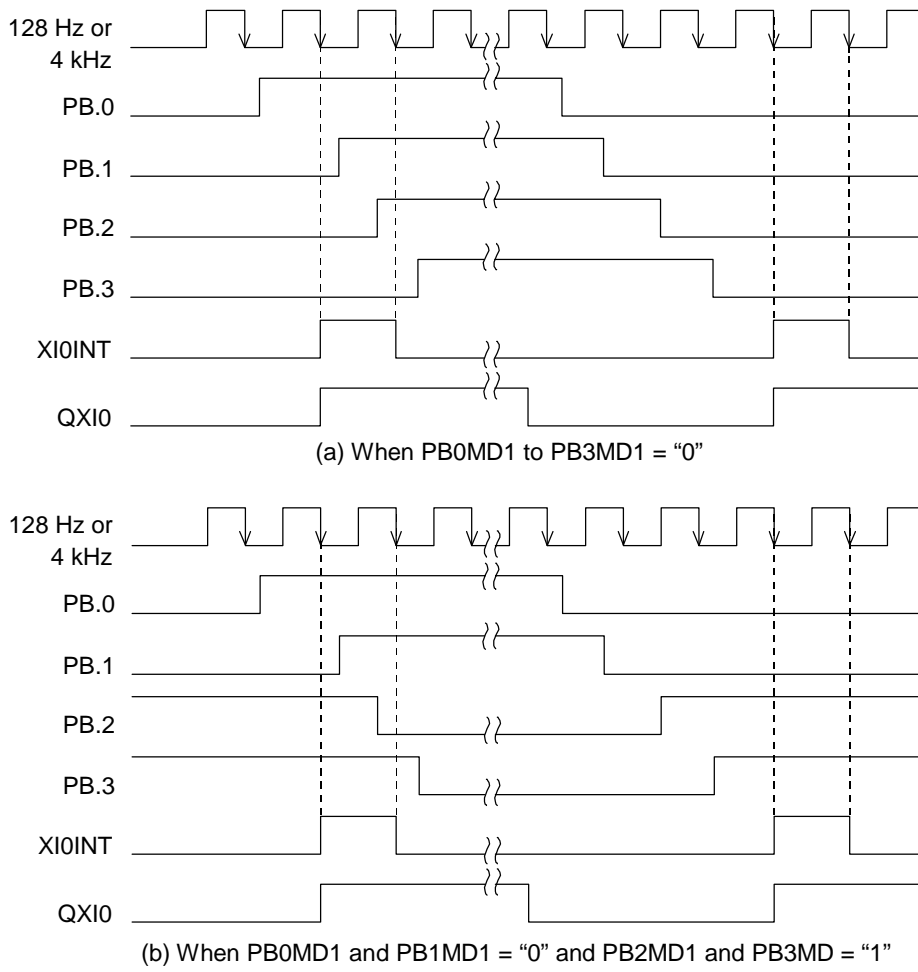 128 Hz or
4 kHz
PB.0
PB.1
PB.2
PB.3
XI0INT
QXI0
(a) When PB0MD1 to PB3MD1 = “0”
128 Hz or
4 kHz
PB.0
PB.1
PB.2
PB.3
XI0INT
QXI0
(b) When PB0MD1 and PB1MD1 = “0” and PB2MD1 and PB3MD = “1”